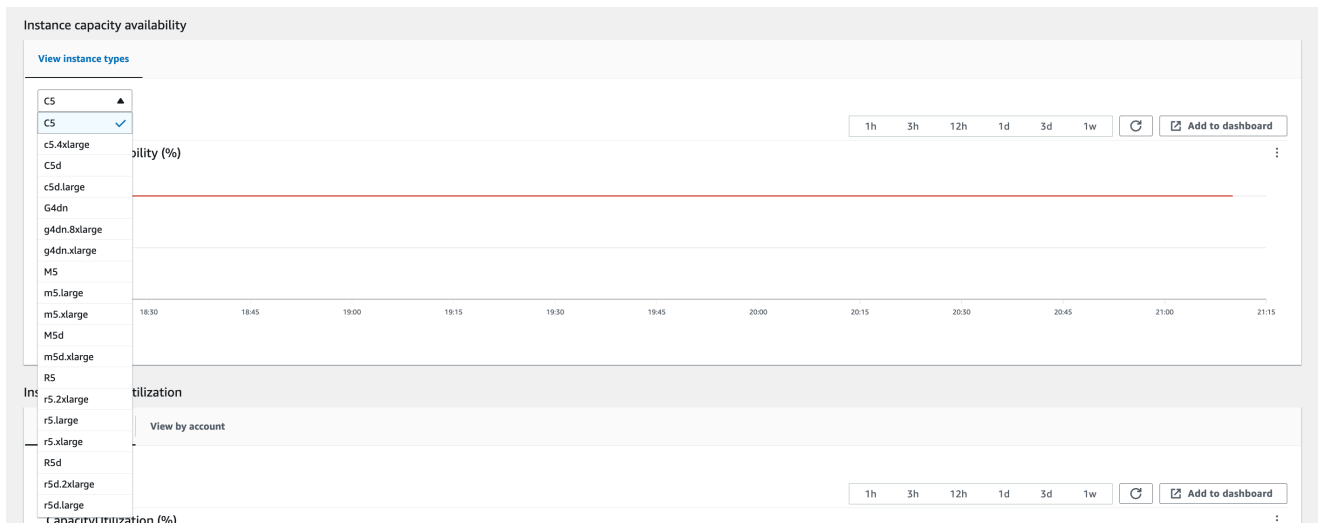 Instance capacity availability
View instance types
C5
C5
c5.4xlarge
C5d
c5d.large
G4dn
g4dn.8xlarge
g4dn.xlarge
M5
m5.large
m5.xlarge
M5d
m5d.xlarge
R5
r5.2xlarge
r5.large
r5.xlarge
R5d
r5d.2xlarge
r5d.large
1h 3h 12h 1d 3d 1w Add to dashboard
bility (%)
18:30 18:45 19:00 19:15 19:30 19:45 20:00 20:15 20:30 20:45 21:00 21:15
Ins tilization
View by account
1h 3h 12h 1d 3d 1w Add to dashboard
CapacityUtilization (%)